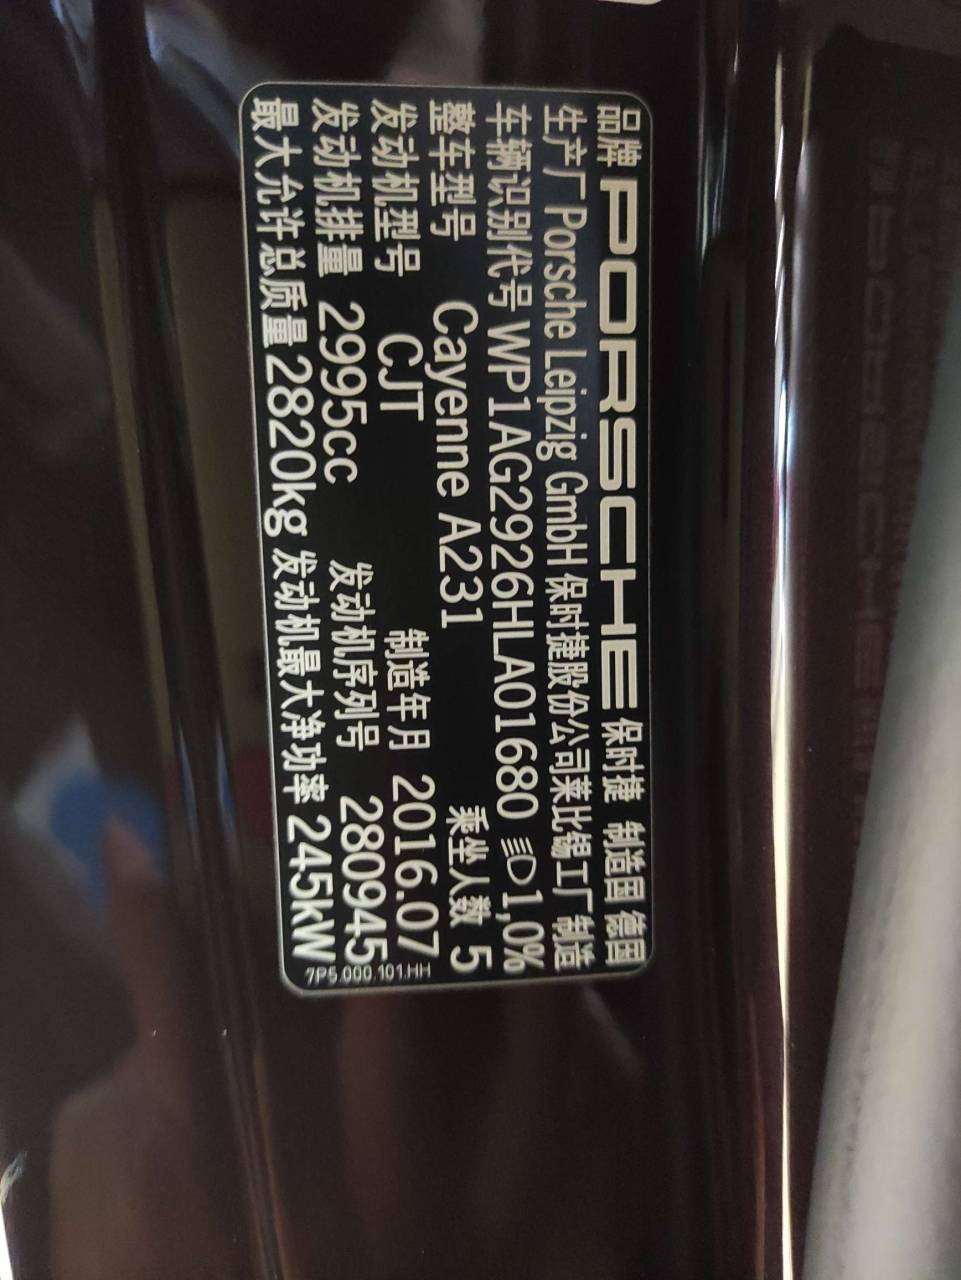 品牌 PORSCHE 保时捷 制造国 德国
生产厂 Porsche Leipzig GmbH 保时捷股份公司莱比锡工厂 制造
车辆识别代号 WP1AG2926HLA01680 1,0%
整车型号 Cayenne A231 乘坐人数 5
发动机型号 CJT 制造年月 2016.07
发动机排量 2995cc 发动机序列号 280945
最大允许总质量 2820kg 发动机最大净功率 245kW
7P5.000.101.HH